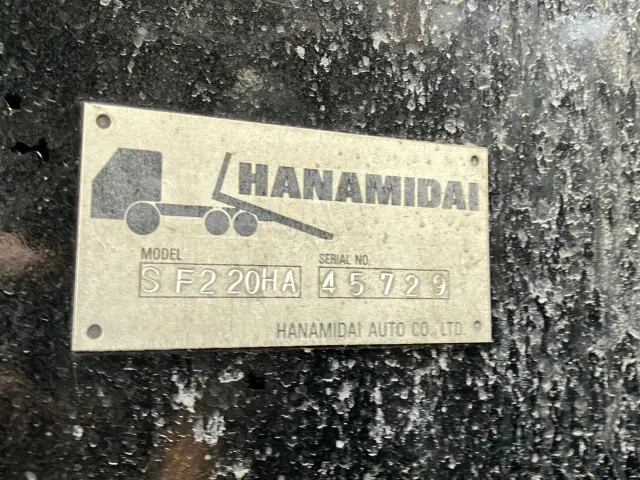 HANAMIDAI
MODEL SERIAL NO.
SF220HA 45729
HANAMIDAI AUTO CO., LTD.